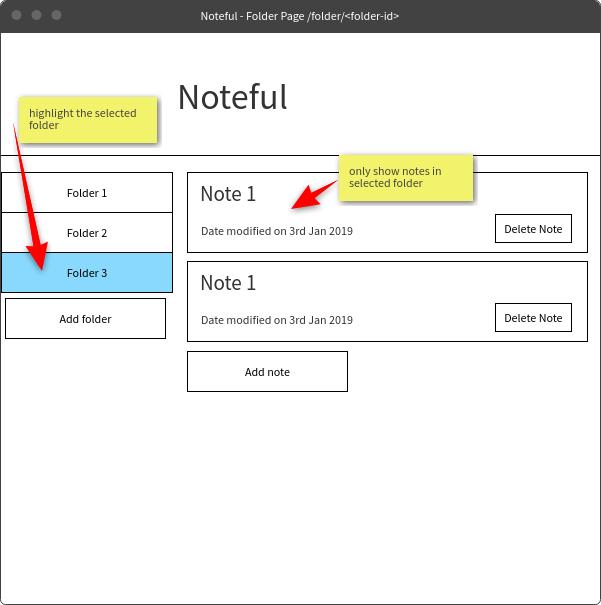 Noteful - Folder Page /folder/<folder-id>
Noteful
highlight the selected
folder
only show notes in
selected folder
Folder 1
Folder 2
Folder 3
Add folder
Note 1
Date modified on 3rd Jan 2019
Delete Note
Note 1
Date modified on 3rd Jan 2019
Delete Note
Add note